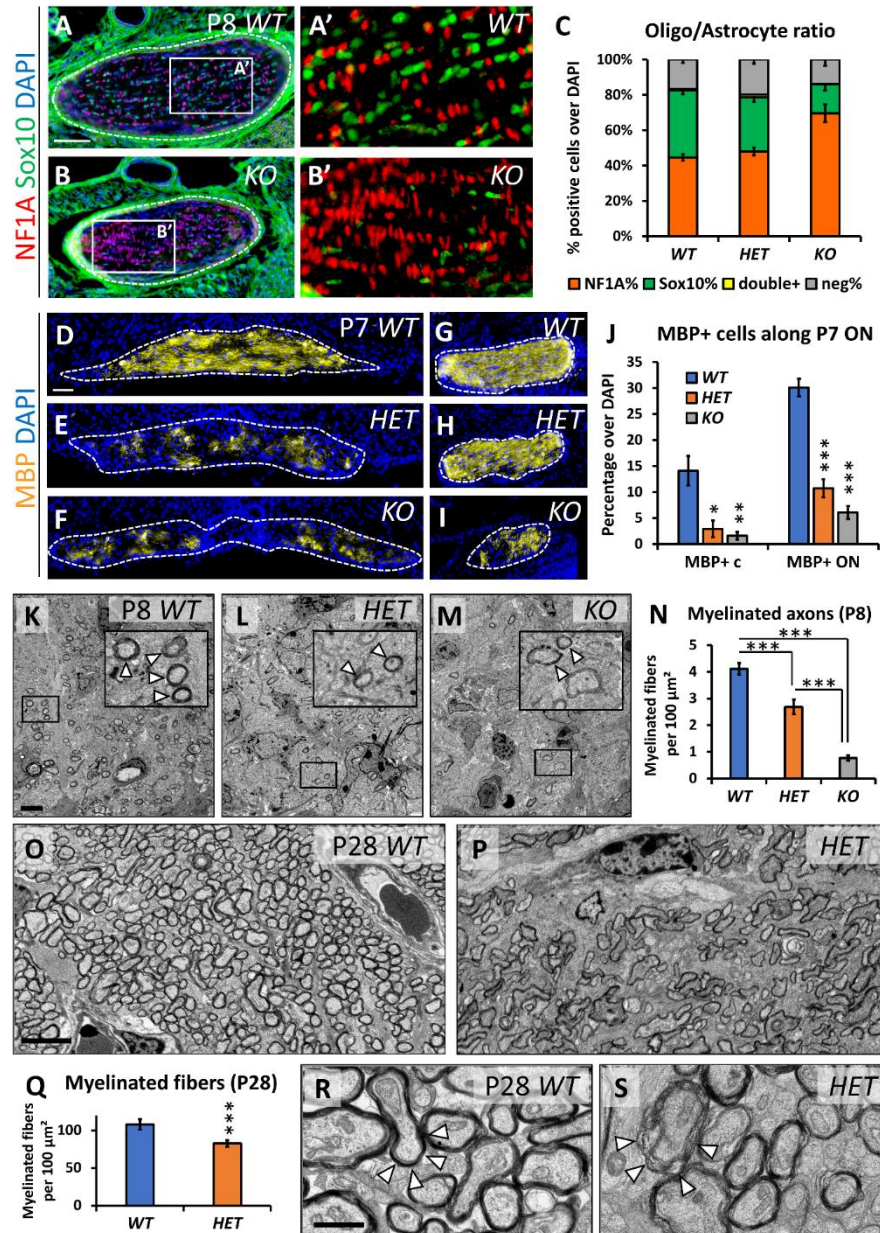 NF1A Sox10 DAPI
A
P8 WT
A'
A'
WT
B
KO
B'
B'
KO
C
Oligo/Astrocyte ratio
% positive cells over DAPI
100%
80%
60%
40%
20%
0%
WT
HET
KO
NF1A%
Sox10%
double+
neg%
MBP DAPI
D
P7 WT
G
WT
E
HET
H
HET
F
KO
I
KO
J
MBP+ cells along P7 ON
Percentage over DAPI
35
30
25
20
15
10
5
0
WT
HET
KO
*
**
***
***
MBP+ c
MBP+ ON
K
P8 WT
L
HET
M
KO
N
Myelinated axons (P8)
Myelinated fibers
per 100 µm²
5
4
3
2
1
0
***
***
***
WT
HET
KO
O
P28 WT
P
HET
Q
Myelinated fibers (P28)
Myelinated fibers
per 100 µm²
100
50
0
***
WT
HET
R
P28 WT
S
HET